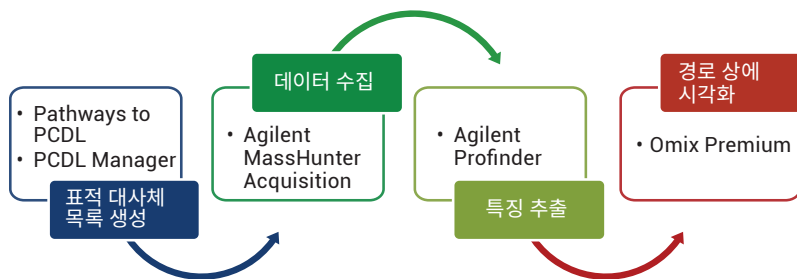 • Pathways to
PCDL
• PCDL Manager
표적 대사체
목록 생성
데이터 수집
• Agilent
MassHunter
Acquisition
• Agilent
Profinder
특징 추출
경로 상에
시각화
• Omix Premium